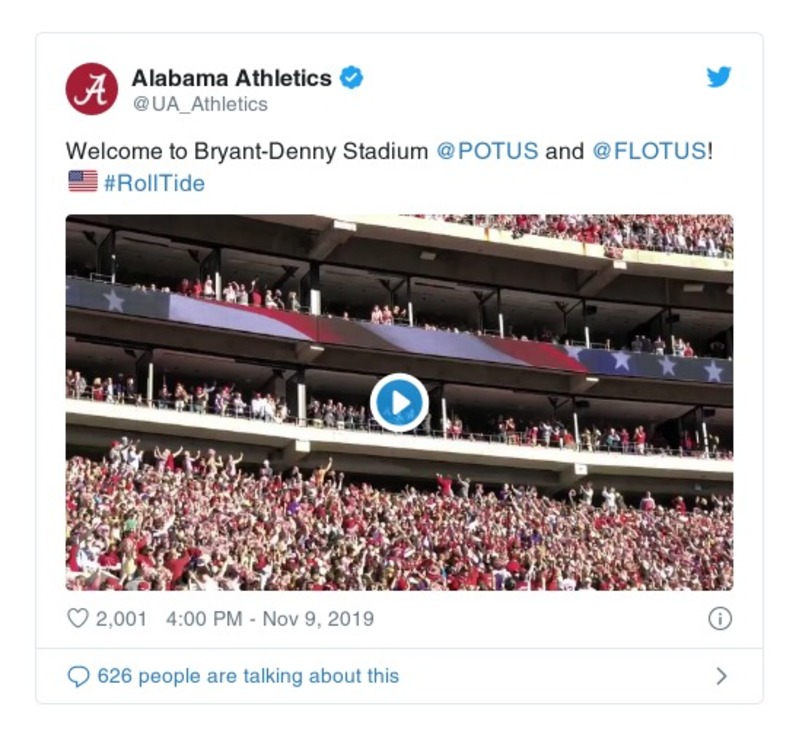 Alabama Athletics
@UA_Athletics
Welcome to Bryant-Denny Stadium @POTUS and @FLOTUS!
🇺🇸 #RollTide
2,001 4:00 PM - Nov 9, 2019
626 people are talking about this